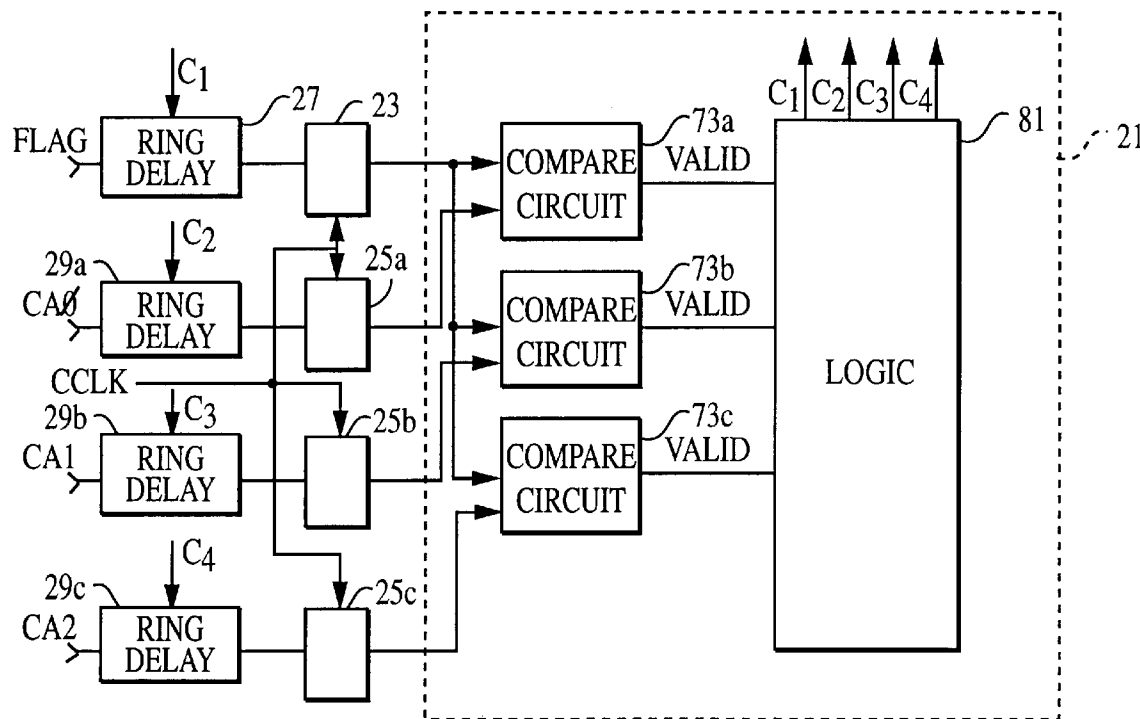 C1
27
23
FLAG
RING
DELAY
COMPARE
CIRCUIT
73a
VALID
C1 C2 C3 C4
81
21
C2
29a
CA0
RING
DELAY
25a
COMPARE
CIRCUIT
73b
VALID
LOGIC
CCLK
29b
C3
CA1
RING
DELAY
25b
COMPARE
CIRCUIT
73c
VALID
C4
29c
CA2
RING
DELAY
25c